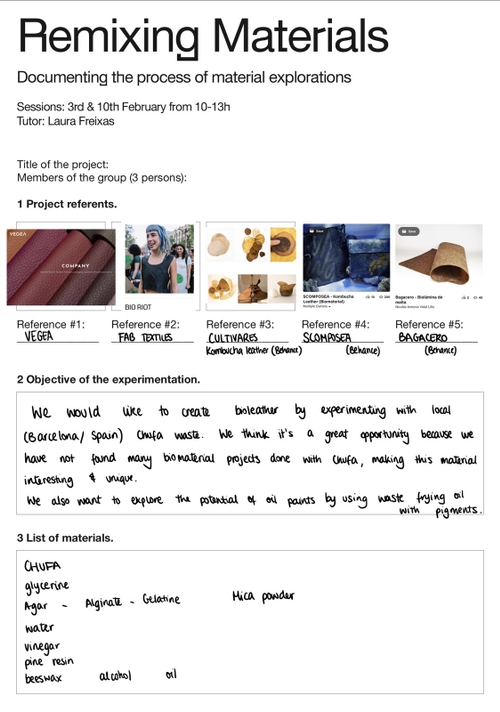 Remixing Materials
Documenting the process of material explorations
Sessions: 3rd & 10th February from 10-13h
Tutor: Laura Freixas
Title of the project:
Members of the group (3 persons):
1 Project referents.
VEGEA
COMPANY
BIO RIOT
Save
SCOMPOSEA - Kombucha
Leather (Biomaterial)
Save
Bagacero - Biolámina de
Reference #1:
VEGEA
Reference #2:
FAB TEXTILES
Reference #3:
CULTIVARES
Kombucha leather (Behance)
Reference #4:
SCOMPOSEA
(Behance)
Reference #5:
BAGACERO
(Behance)
2 Objective of the experimentation.
We would like to create bioleather by experimenting with local
(Barcelona/ Spain) Chufa waste. We think it's a great opportunity because we
have not found many biomaterial projects done with Chufa, making this material
interesting & unique.
We also want to explore the potential of oil paints by using waste frying oil
with pigments.
3 List of materials.
CHUFA
glycerine
Agar - Alginate - Gelatine Mica powder
water
vinegar
pine resin
beeswax alcohol oil